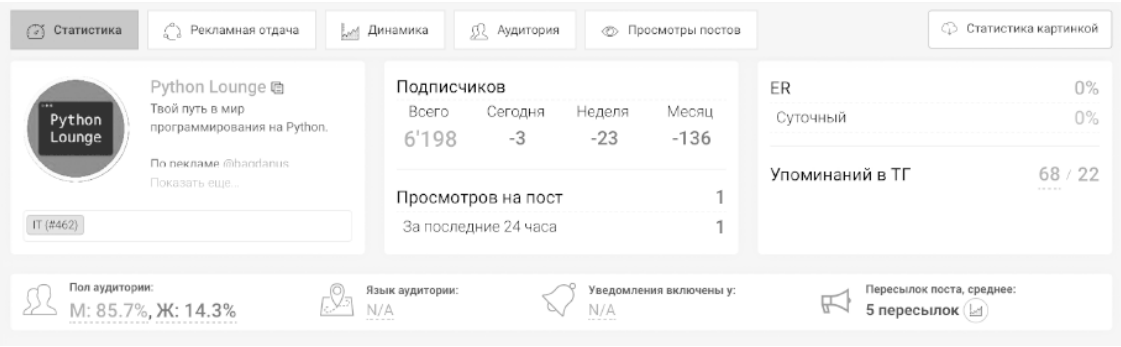 Статистика
Рекламная отдача
Динамика
Аудитория
Просмотры постов
Статистика картинкой
Python
Lounge
Python Lounge
Твой путь в мир
программирования на Python.
По рекламе @haodapus
Показать еще...
IT (#462)
Подписчиков
Всего Сегодня Неделя Месяц
6'198 -3 -23 -136
Просмотров на пост 1
За последние 24 часа 1
ER 0%
Суточный 0%
Упоминаний в ТГ 68 / 22
Пол аудитории:
М: 85.7%, Ж: 14.3%
Язык аудитории:
N/A
Уведомления включены у:
N/A
Пересылок поста, среднее:
5 пересылок